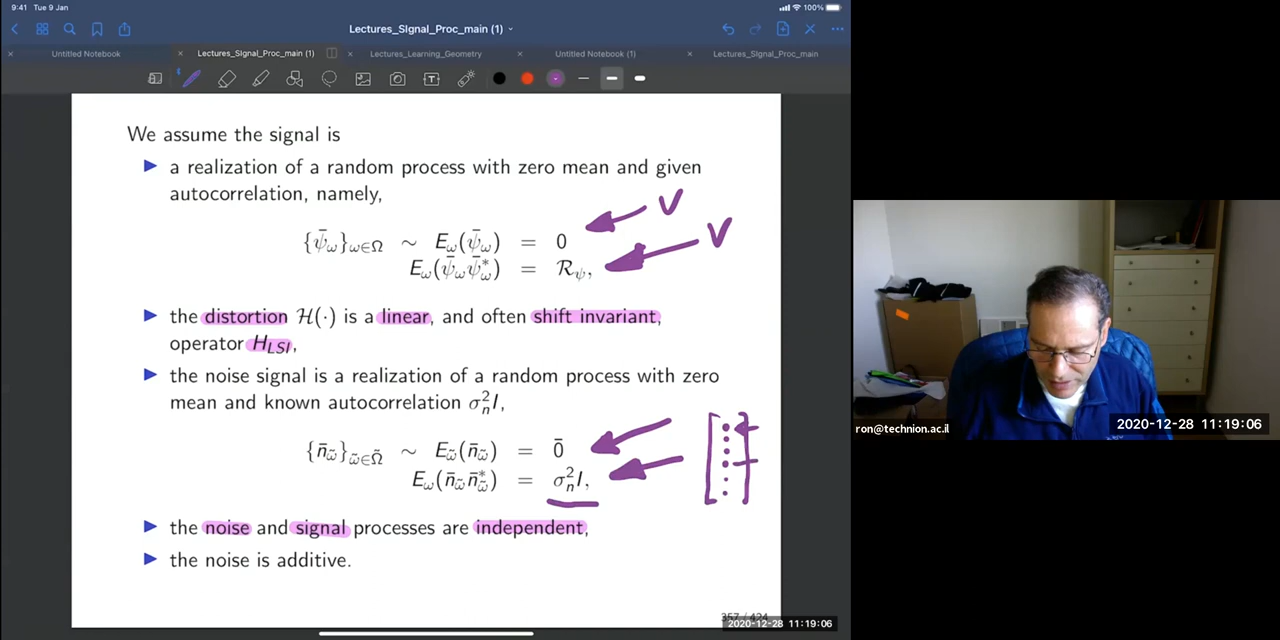 9:41 Tue 9 Jan
100%
Lectures_SIgnal_Proc_main (1)
Untitled Notebook
Lectures_SIgnal_Proc_main (1)
Lectures_Learning_Geometry
Untitled Notebook (1)
Lectures_SIgnal_Proc_main
We assume the signal is
a realization of a random process with zero mean and given
autocorrelation, namely,
{ψ̄_ω}_{ω∈Ω} ∼ E_ω(ψ̄_ω) = 0
E_ω(ψ̄_ω ψ̄_ω^*) = R_ψ,
the distortion H(·) is a linear, and often shift invariant,
operator H_{LSI},
the noise signal is a realization of a random process with zero
mean and known autocorrelation σ_n^2 I,
{n̄_ω̃}_{ω̃∈Ω̃} ∼ E_ω̃(n̄_ω̃) = 0̄
E_ω(n̄_ω̃ n̄_ω̃^*) = σ_n^2 I,
the noise and signal processes are independent,
the noise is additive.
357 / 424
2020-12-28 11:19:06
ron@technion.ac.il
2020-12-28 11:19:06